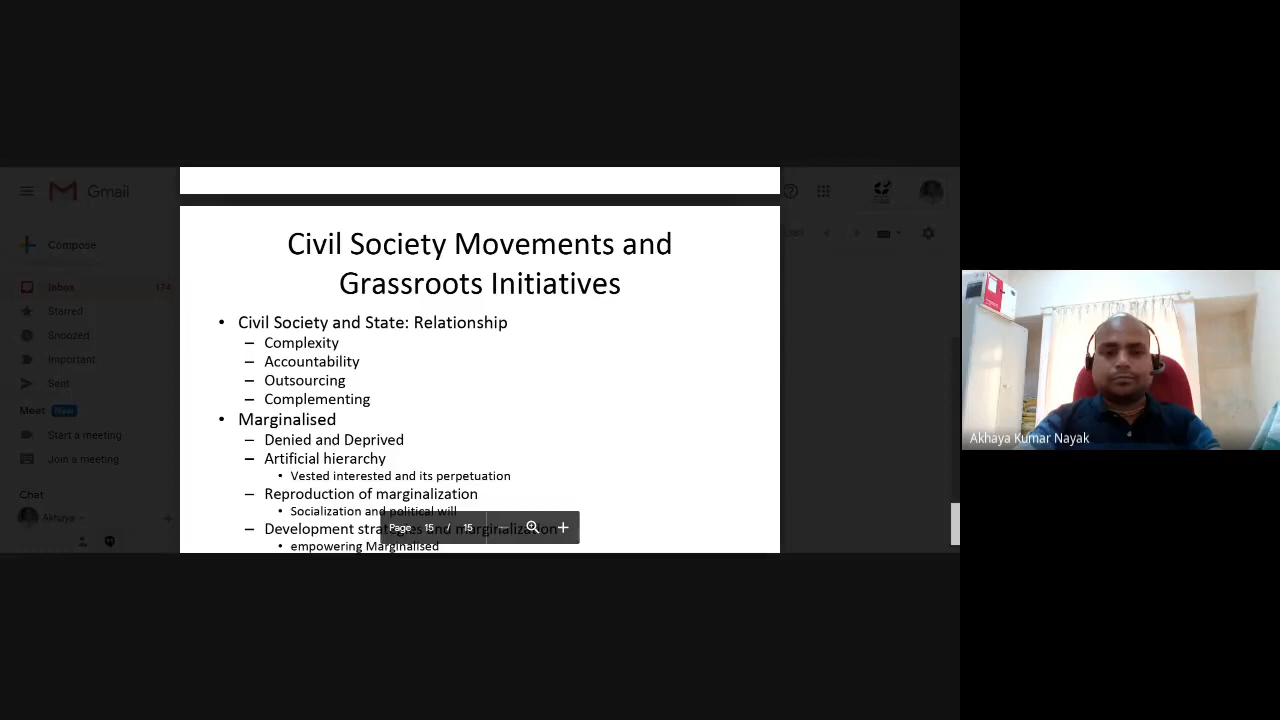 Gmail
Compose
Inbox 174
Starred
Snoozed
Important
Sent
Meet New
Start a meeting
Join a meeting
Chat
Akhaya
Civil Society Movements and
Grassroots Initiatives
• Civil Society and State: Relationship
– Complexity
– Accountability
– Outsourcing
– Complementing
• Marginalised
– Denied and Deprived
– Artificial hierarchy
• Vested interested and its perpetuation
– Reproduction of marginalization
• Socialization and political will
– Development strategies and marginalization
• empowering Marginalised
Page 15 / 15
Akhaya Kumar Nayak